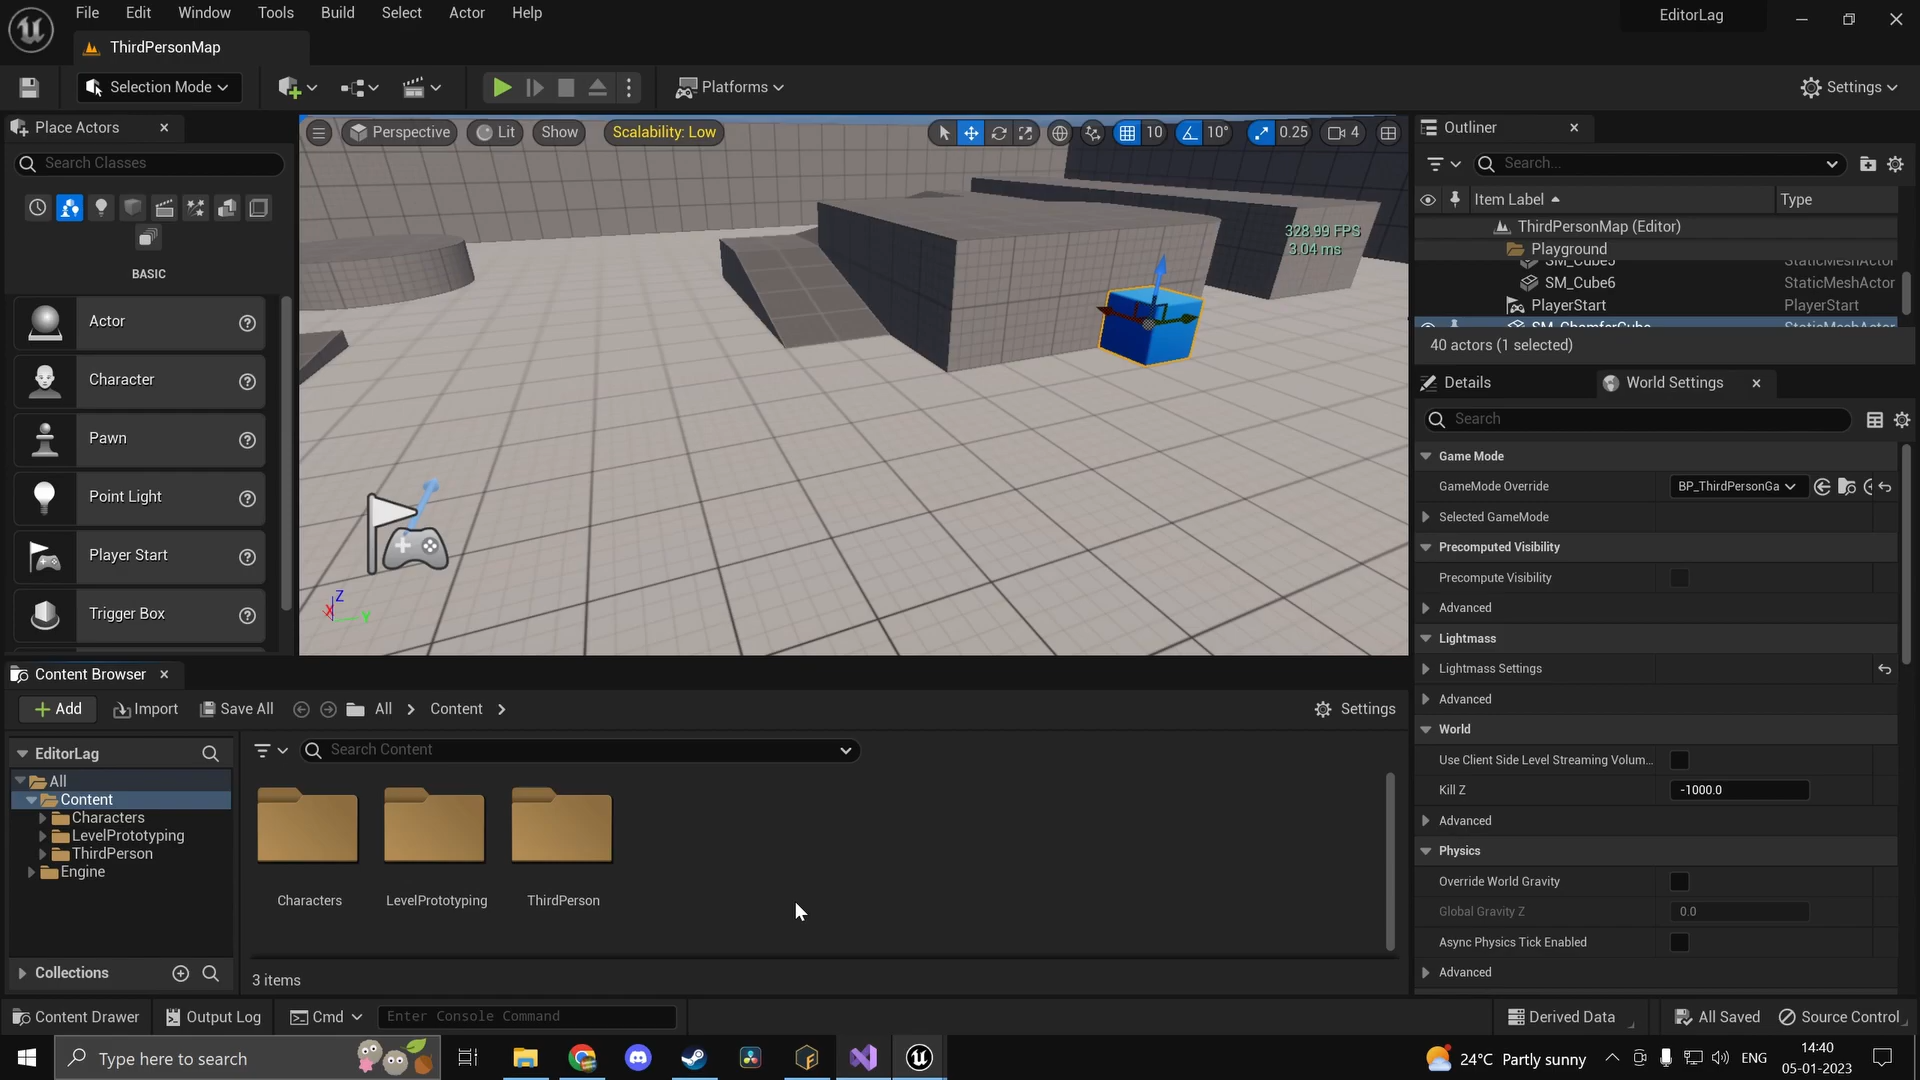 File Edit Window Tools Build Select Actor Help
EditorLag
ThirdPersonMap
Selection Mode
Platforms
Settings
Place Actors
Search Classes
BASIC
Actor
Character
Pawn
Point Light
Player Start
Trigger Box
Perspective Lit Show Scalability: Low
10 10° 0.25 4
328.99 FPS
3.04 ms
Z
X Y
Outliner
Search...
Item Label Type
ThirdPersonMap (Editor)
Playground
SM_Cube5 StaticMeshActor
SM_Cube6 StaticMeshActor
PlayerStart PlayerStart
SM_ChamferCube StaticMeshActor
40 actors (1 selected)
Details World Settings
Search
Game Mode
GameMode Override BP_ThirdPersonGa
Selected GameMode
Precomputed Visibility
Precompute Visibility
Advanced
Lightmass
Lightmass Settings
Advanced
World
Use Client Side Level Streaming Volum...
Kill Z -1000.0
Advanced
Physics
Override World Gravity
Global Gravity Z 0.0
Async Physics Tick Enabled
Advanced
Content Browser
Add Import Save All All Content Settings
EditorLag
Search Content
All
Content
Characters
LevelPrototyping
ThirdPerson
Engine
Characters LevelPrototyping ThirdPerson
Collections
3 items
Content Drawer Output Log Cmd Enter Console Command Derived Data All Saved Source Control
Type here to search
24°C Partly sunny ENG
14:40
05-01-2023